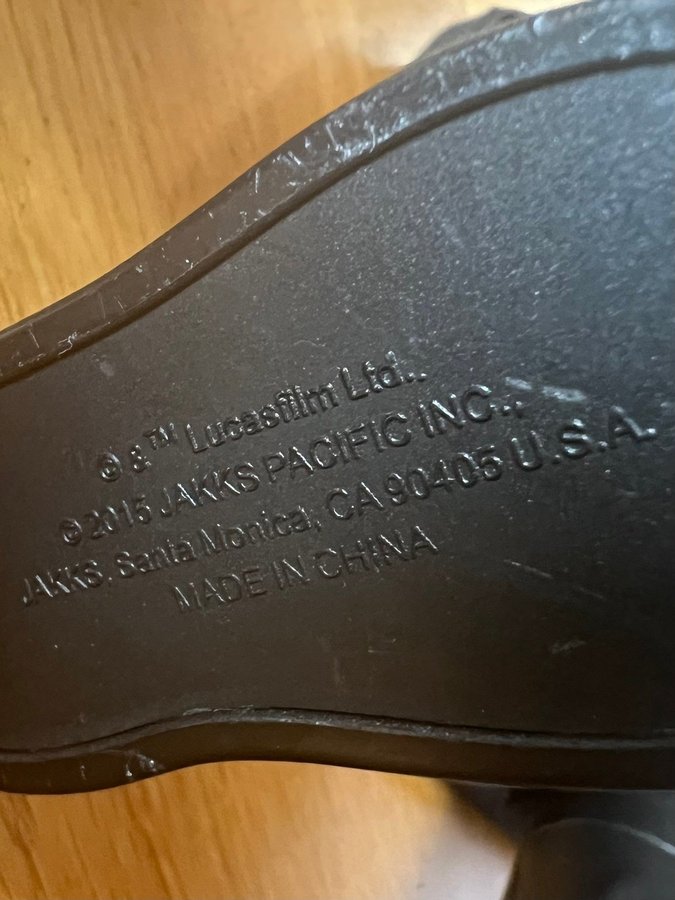 ® & ™ Lucasfilm Ltd..
© 2015 JAKKS PACIFIC INC..
JAKKS. Santa Monica, CA 90405 U.S.A.
MADE IN CHINA